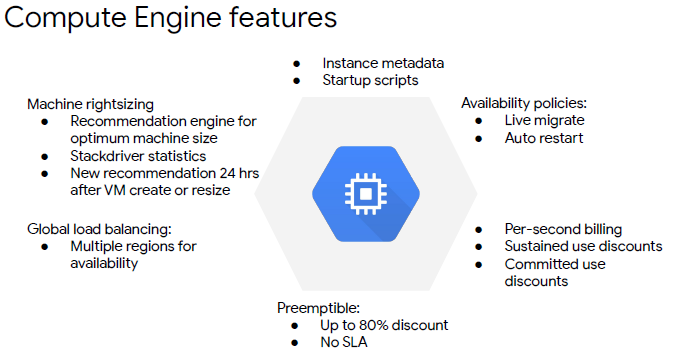 Compute Engine features
● Instance metadata
● Startup scripts
Machine rightsizing
● Recommendation engine for
optimum machine size
● Stackdriver statistics
● New recommendation 24 hrs
after VM create or resize
Availability policies:
● Live migrate
● Auto restart
Global load balancing:
● Multiple regions for
availability
● Per-second billing
● Sustained use discounts
● Committed use
discounts
Preemptible:
● Up to 80% discount
● No SLA